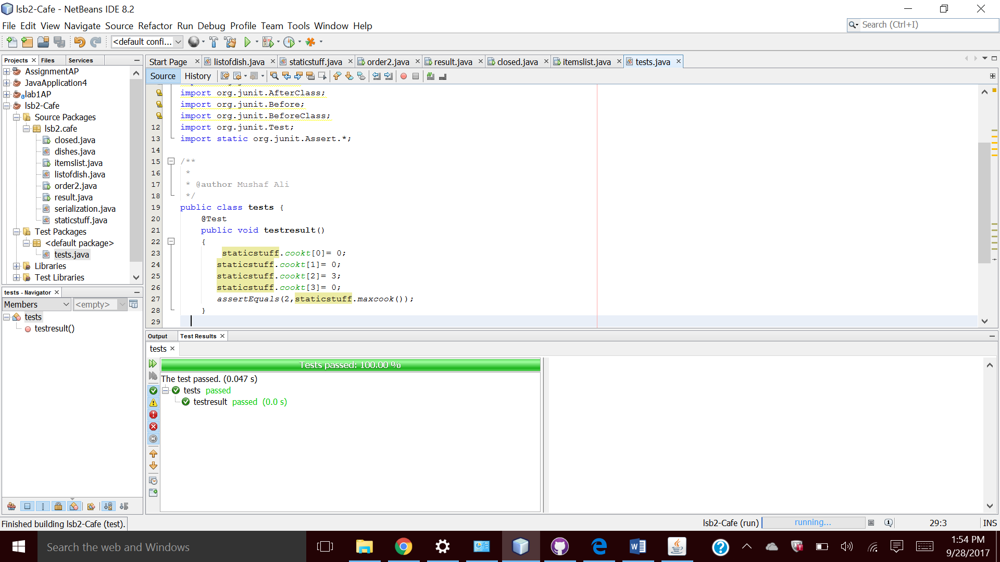 lsb2-Cafe - NetBeans IDE 8.2
File Edit View Navigate Source Refactor Run Debug Profile Team Tools Window Help
Search (Ctrl+I)
<default confi...
Projects
Files
Services
Start Page
listofdish.java
staticstuff.java
order2.java
result.java
closed.java
itemslist.java
tests.java
AssignmentAP
JavaApplication4
lab1AP
lsb2-Cafe
Source Packages
lsb2.cafe
closed.java
dishes.java
itemslist.java
listofdish.java
order2.java
result.java
serialization.java
staticstuff.java
Test Packages
<default package>
tests.java
Libraries
Test Libraries
Source
History
import org.junit.AfterClass;
import org.junit.Before;
import org.junit.BeforeClass;
12 import org.junit.Test;
13 import static org.junit.Assert.*;
14
15 /**
16 *
17 * @author Mushaf Ali
18 */
19 public class tests {
20 @Test
21 public void testresult()
22 {
23 staticstuff.cookt[0]= 0;
24 staticstuff.cookt[1]= 0;
25 staticstuff.cookt[2]= 3;
26 staticstuff.cookt[3]= 0;
27 assertEquals(2,staticstuff.maxcook());
28 }
29
tests - Navigator
Members
<empty>
tests
testresult()
Output
Test Results
tests
Tests passed: 100.00 %
The test passed. (0.047 s)
tests passed
testresult passed (0.0 s)
Finished building lsb2-Cafe (test).
lsb2-Cafe (run)
running...
29:3
INS
Search the web and Windows
1:54 PM
9/28/2017